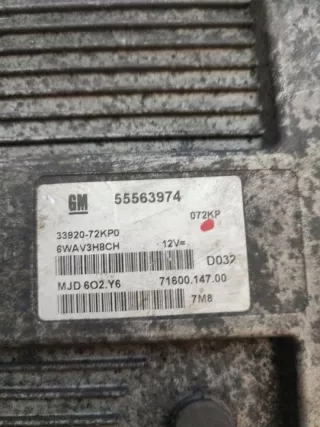 GM 55563974
072KP
33920-72KP0
6WAV3H8CH 12V=
D032
MJD 6O2.Y6 71600.147.00
7M8